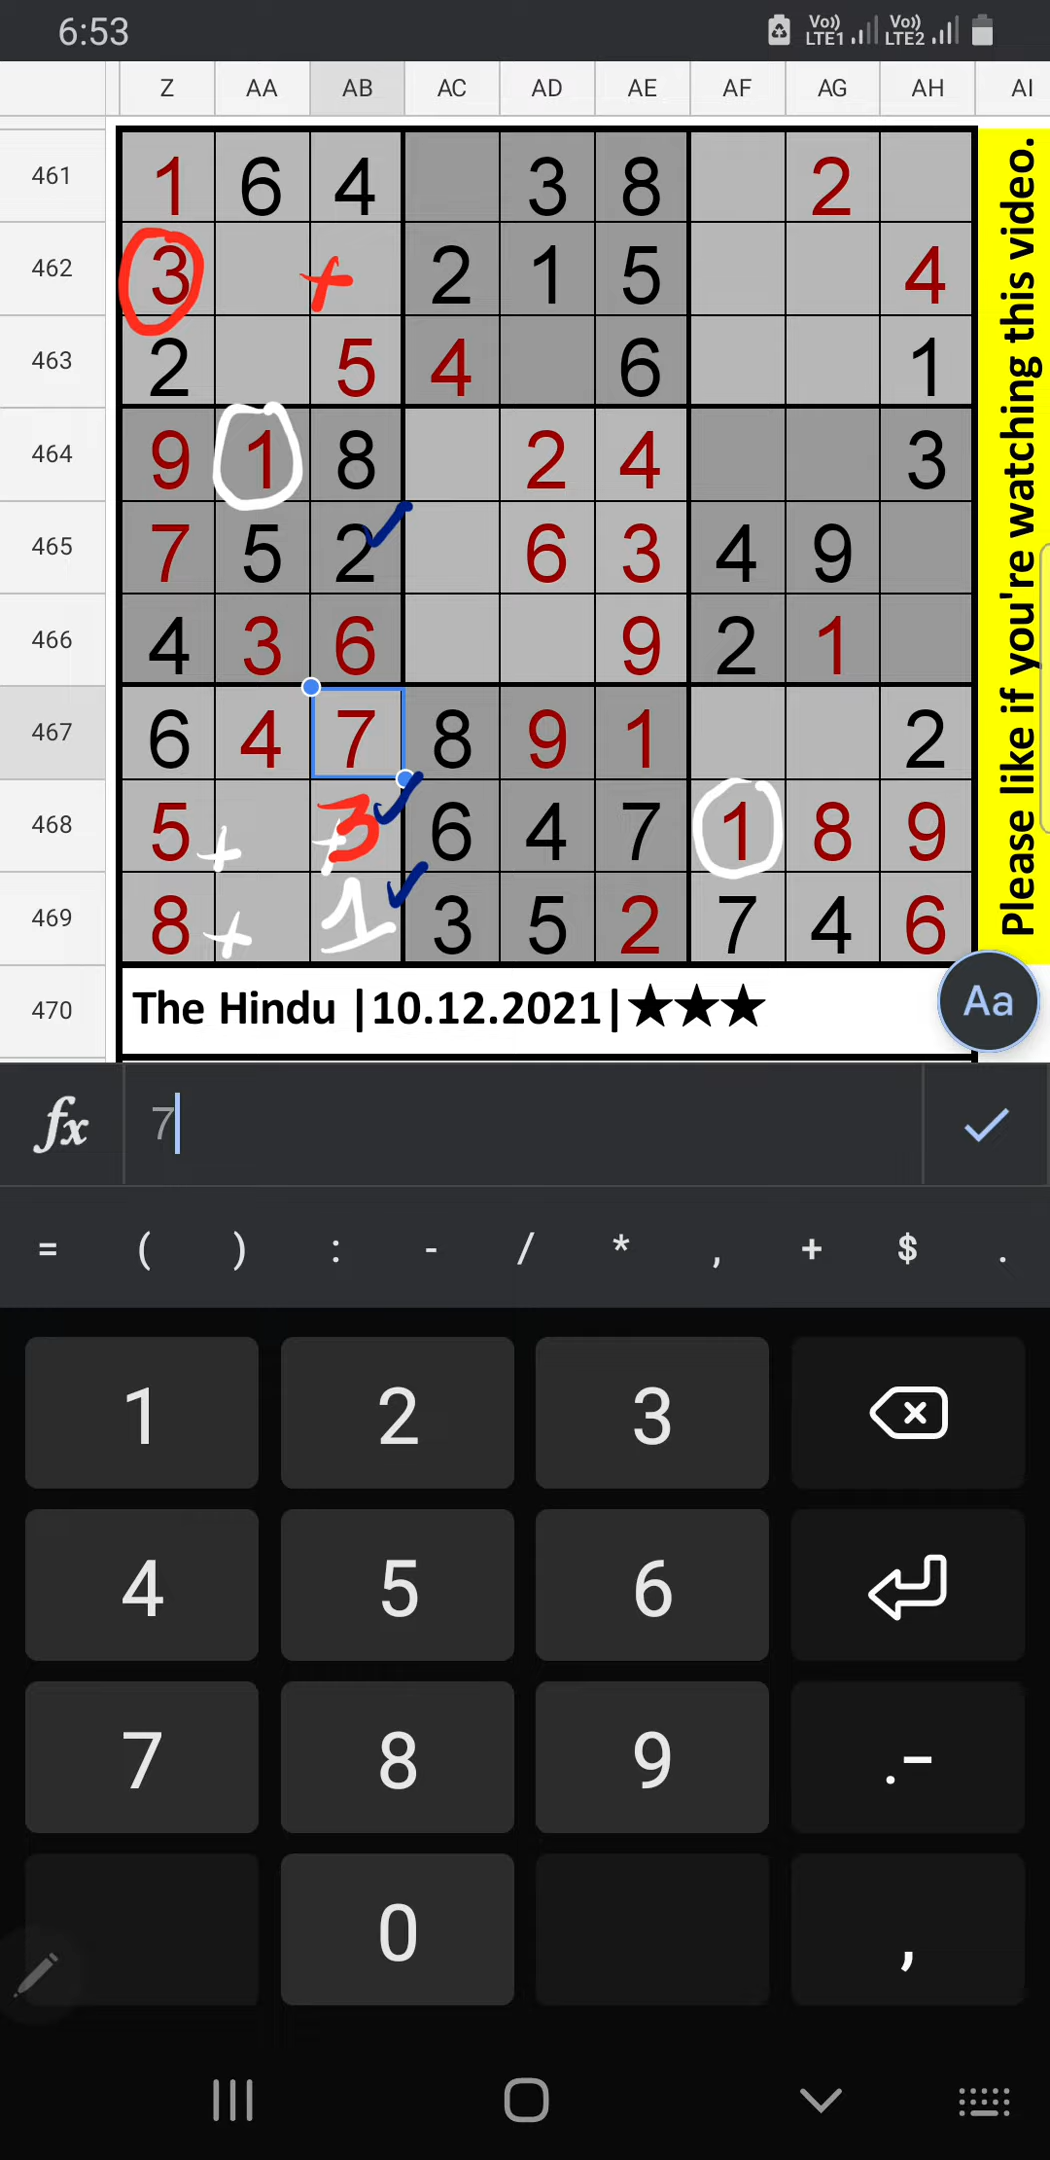 6:53
Vo)) LTE1 Vo)) LTE2
Z AA AB AC AD AE AF AG AH AI
461 1 6 4 3 8 2
462 3 + 2 1 5 4
463 2 5 4 6 1
464 9 1 8 2 4 3
465 7 5 2 6 3 4 9
466 4 3 6 9 2 1
467 6 4 7 8 9 1 2
468 5 + + 3 6 4 7 1 8 9
469 8 + 1 3 5 2 7 4 6
470 The Hindu |10.12.2021|★★★
Please like if you're watching this video.
Aa
fx 7
= ( ) : - / * , + $ .
1 2 3
4 5 6
7 8 9 .-
0 ,